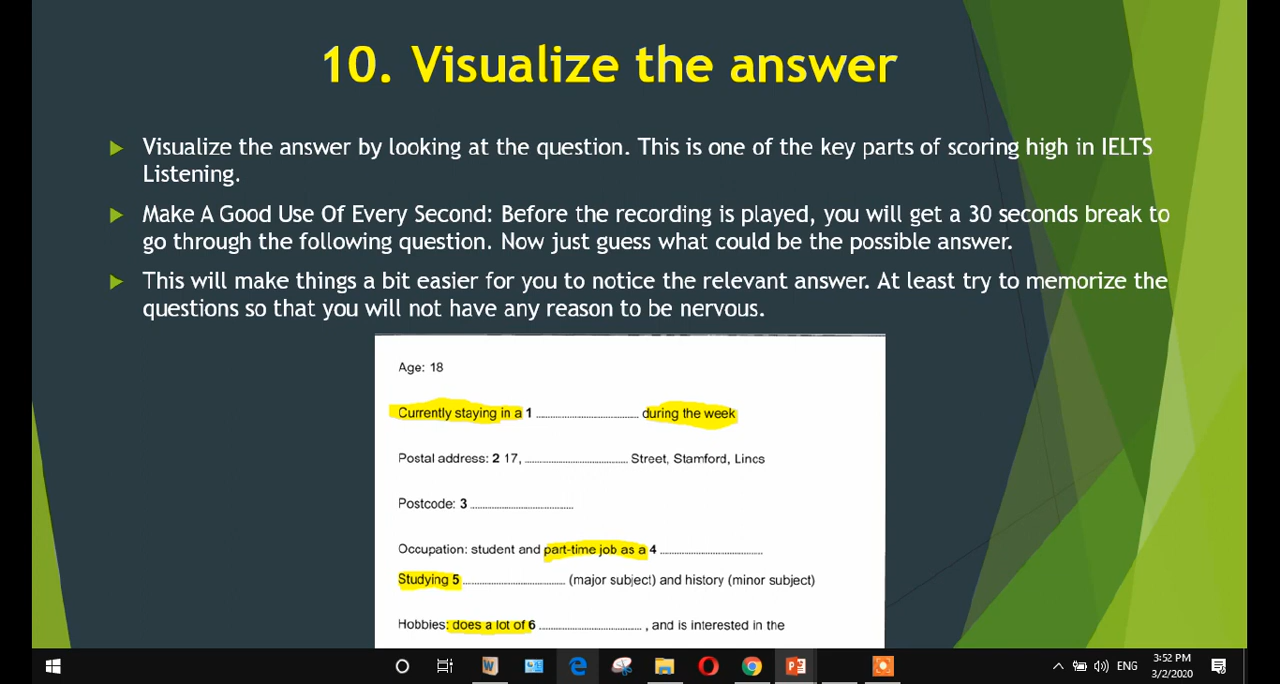 10. Visualize the answer
Visualize the answer by looking at the question. This is one of the key parts of scoring high in IELTS
Listening.
Make A Good Use Of Every Second: Before the recording is played, you will get a 30 seconds break to
go through the following question. Now just guess what could be the possible answer.
This will make things a bit easier for you to notice the relevant answer. At least try to memorize the
questions so that you will not have any reason to be nervous.
Age: 18
Currently staying in a 1 .............................. during the week
Postal address: 2 17, .............................. Street, Stamford, Lincs
Postcode: 3 ..............................
Occupation: student and part-time job as a 4 ..............................
Studying 5 .............................. (major subject) and history (minor subject)
Hobbies: does a lot of 6 .............................. , and is interested in the
ENG
3:52 PM
3/2/2020